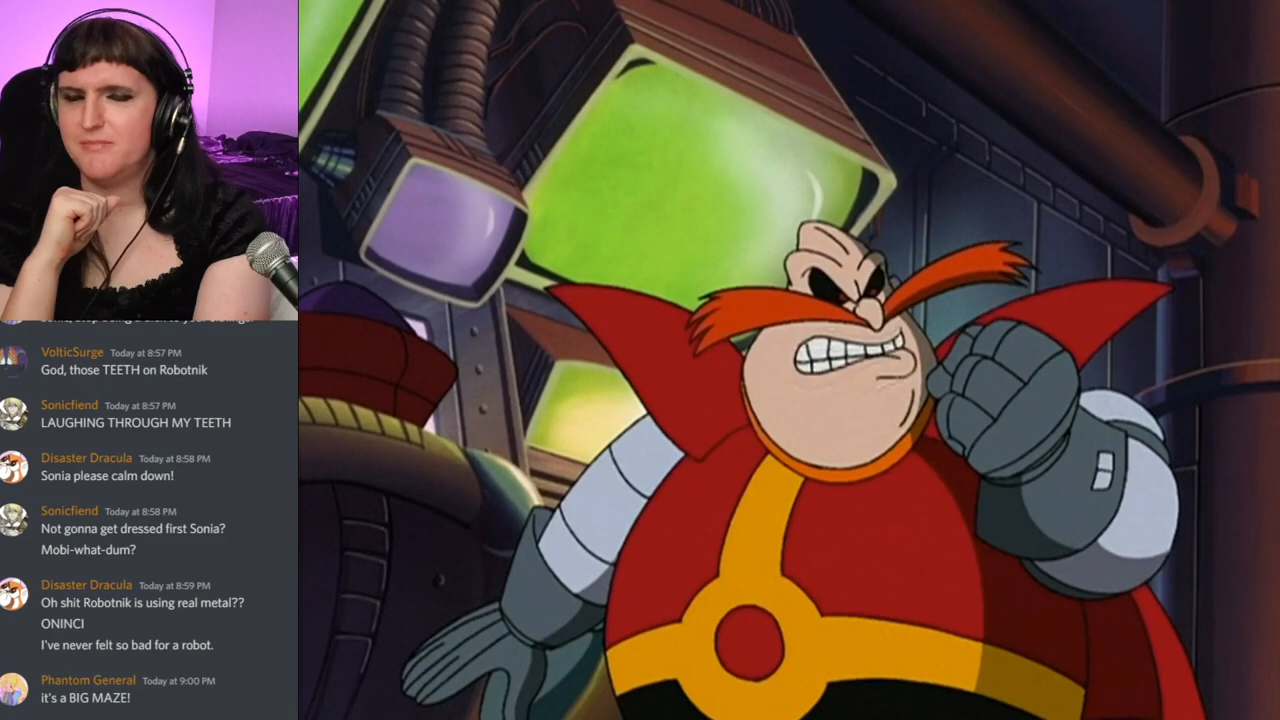 VolticSurge Today at 8:57 PM
God, those TEETH on Robotnik
Sonicfiend Today at 8:57 PM
LAUGHING THROUGH MY TEETH
Disaster Dracula Today at 8:58 PM
Sonia please calm down!
Sonicfiend Today at 8:58 PM
Not gonna get dressed first Sonia?
Mobi-what-dum?
Disaster Dracula Today at 8:59 PM
Oh shit Robotnik is using real metal??
ONINCI
I've never felt so bad for a robot.
Phantom General Today at 9:00 PM
it's a BIG MAZE!